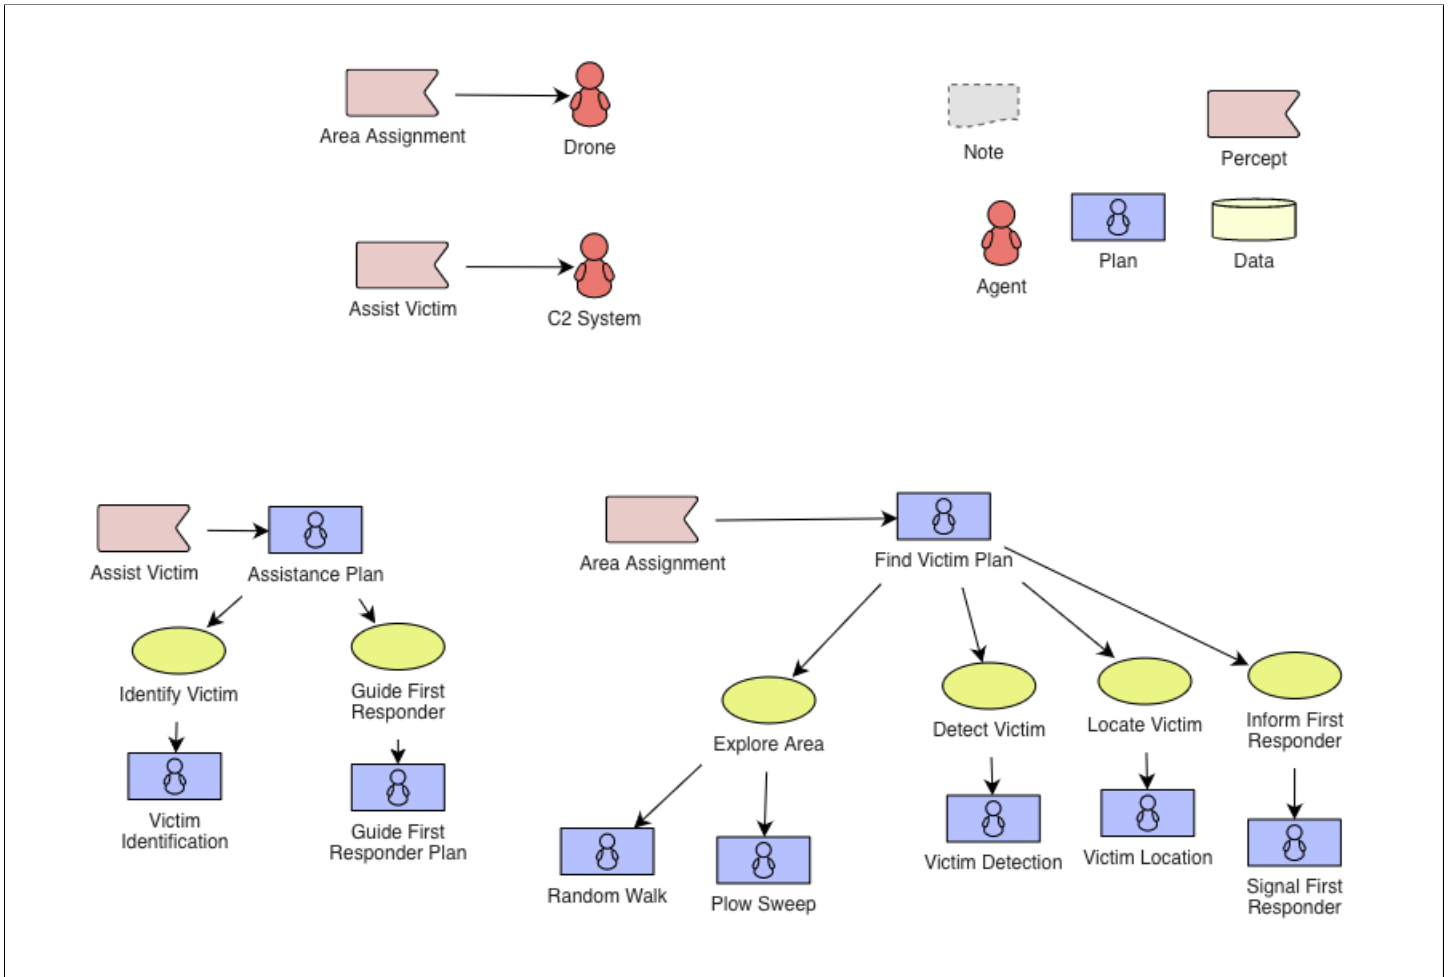 Area Assignment
Drone
Note
Percept
Assist Victim
C2 System
Agent
Plan
Data
Assist Victim
Assistance Plan
Identify Victim
Guide First
Responder
Victim
Identification
Guide First
Responder Plan
Area Assignment
Find Victim Plan
Explore Area
Detect Victim
Locate Victim
Inform First
Responder
Random Walk
Plow Sweep
Victim Detection
Victim Location
Signal First
Responder